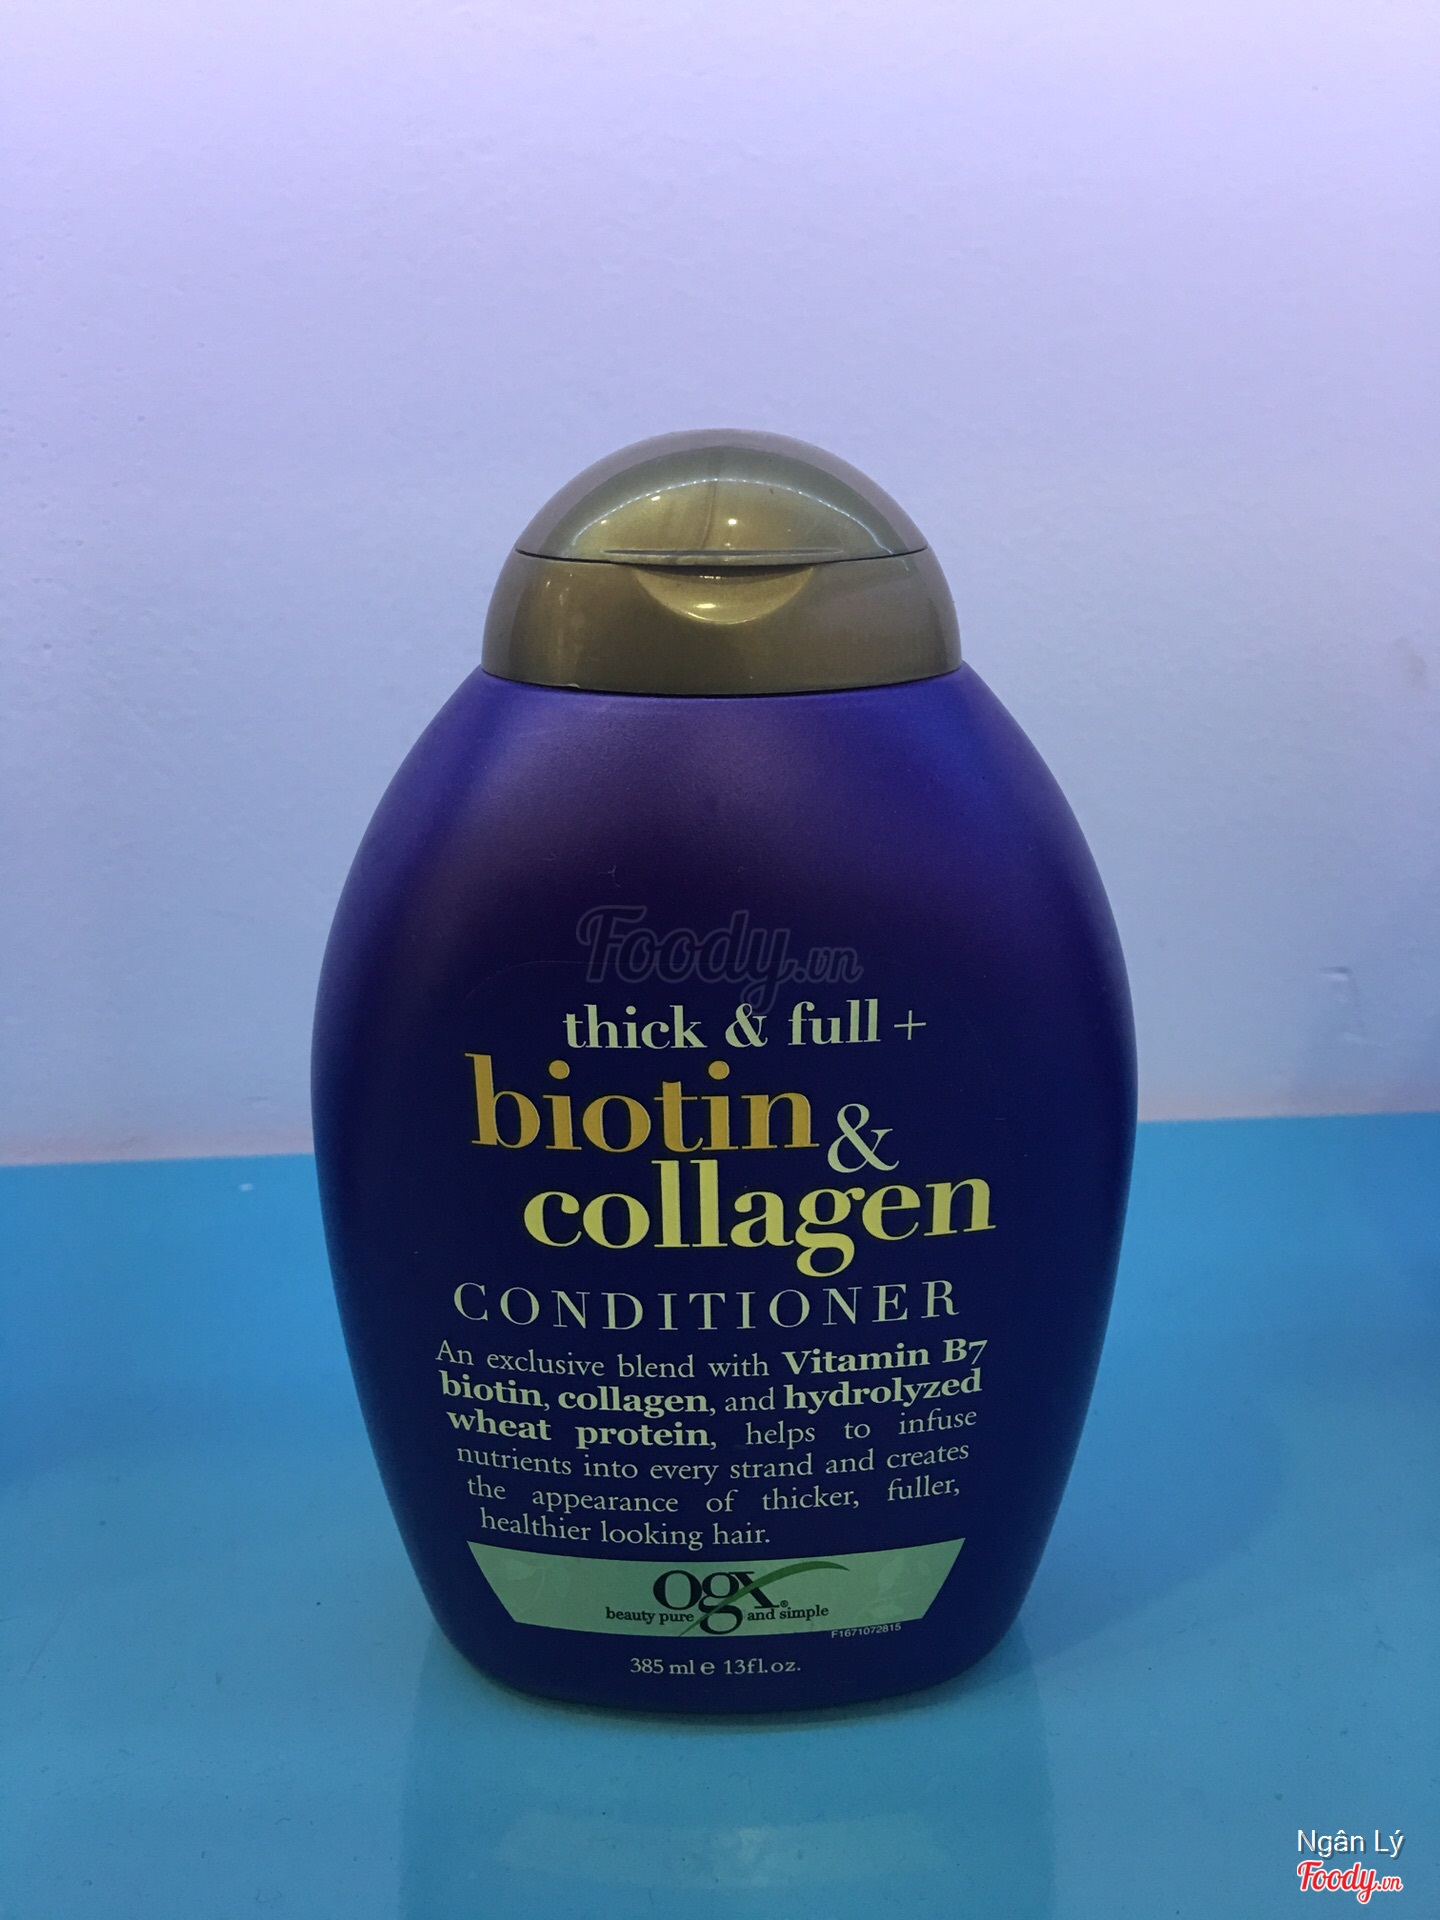 Foody.vn
thick & full +
biotin &
collagen
CONDITIONER
An exclusive blend with Vitamin B7
biotin, collagen, and hydrolyzed
wheat protein, helps to infuse
nutrients into every strand and creates
the appearance of thicker, fuller,
healthier looking hair.
ogx®
beauty pure and simple
F1671072815
385 ml e 13fl.oz.
Ngân Lý
Foody.vn